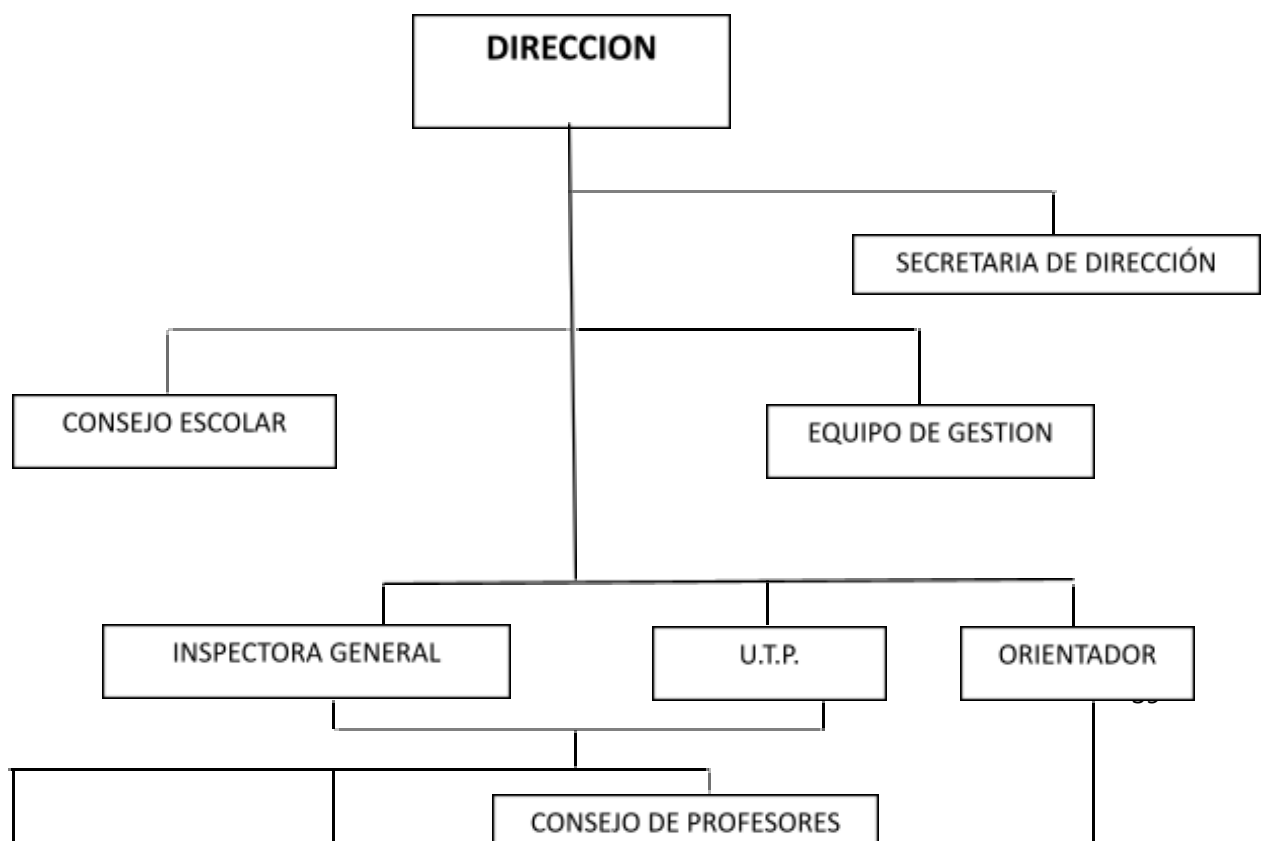 DIRECCION
SECRETARIA DE DIRECCIÓN
CONSEJO ESCOLAR
EQUIPO DE GESTION
INSPECTORA GENERAL
U.T.P.
ORIENTADOR
CONSEJO DE PROFESORES